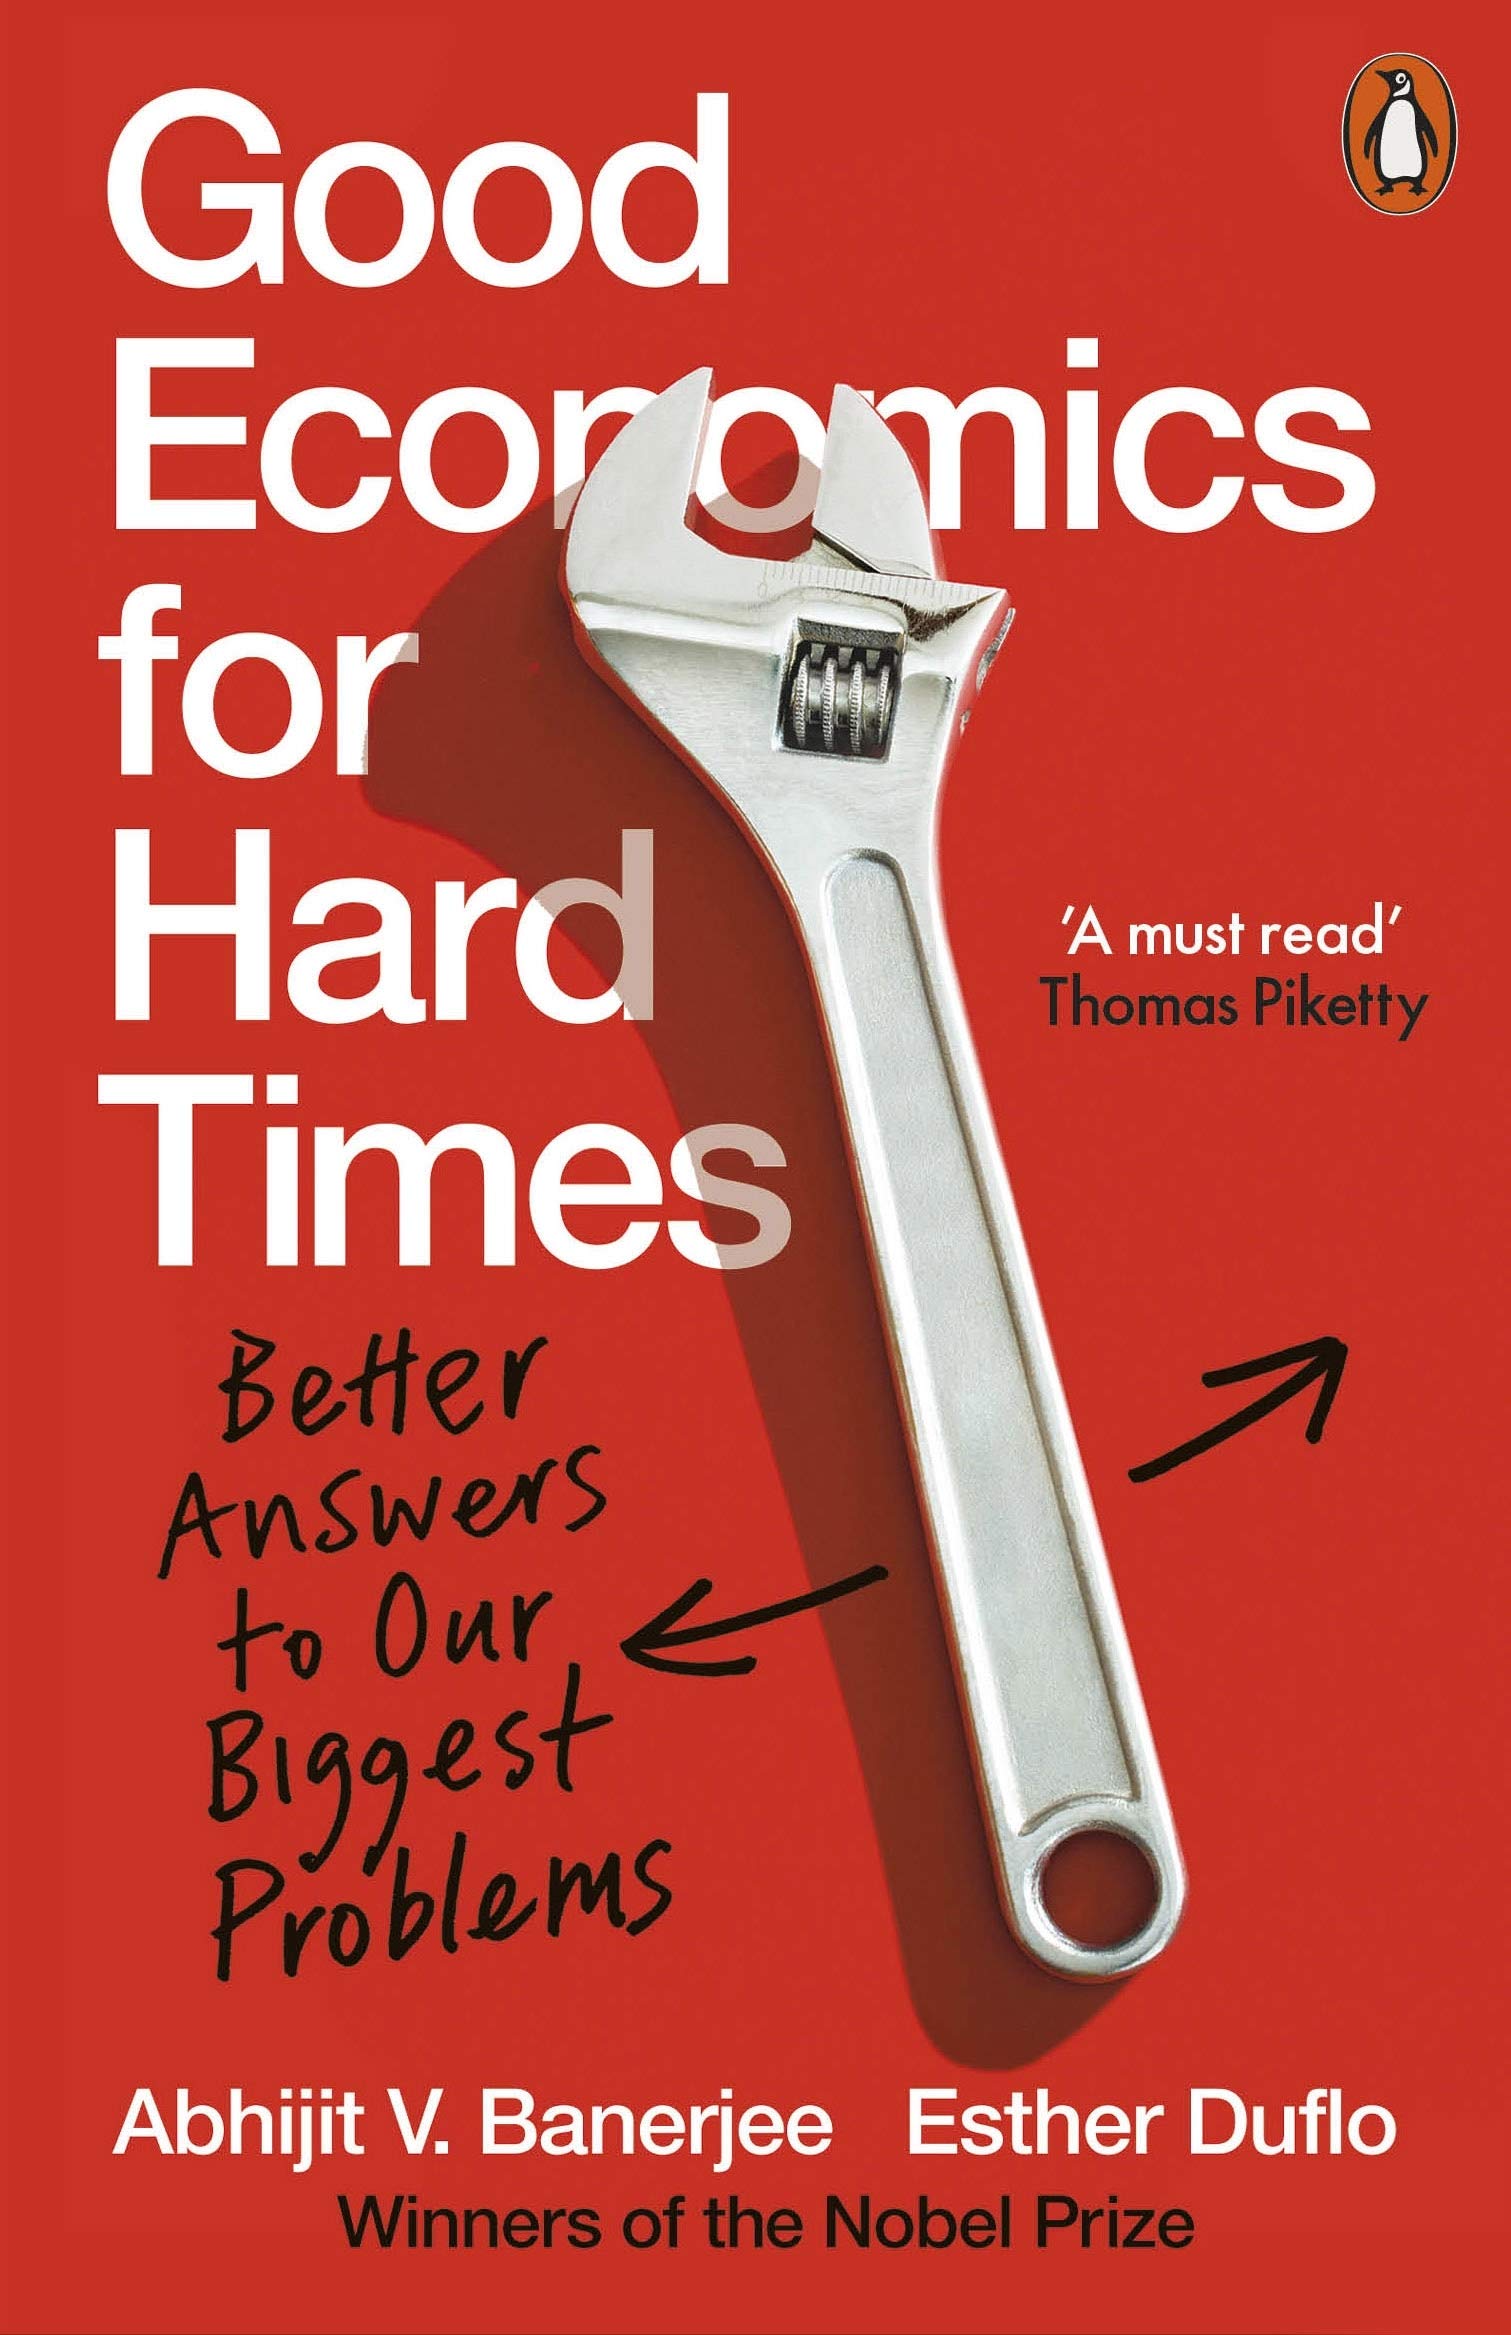 Good
Economics
for
Hard
Times
'A must read'
Thomas Piketty
Better
Answers
to Our
Biggest
Problems
Abhijit V. Banerjee Esther Duflo
Winners of the Nobel Prize